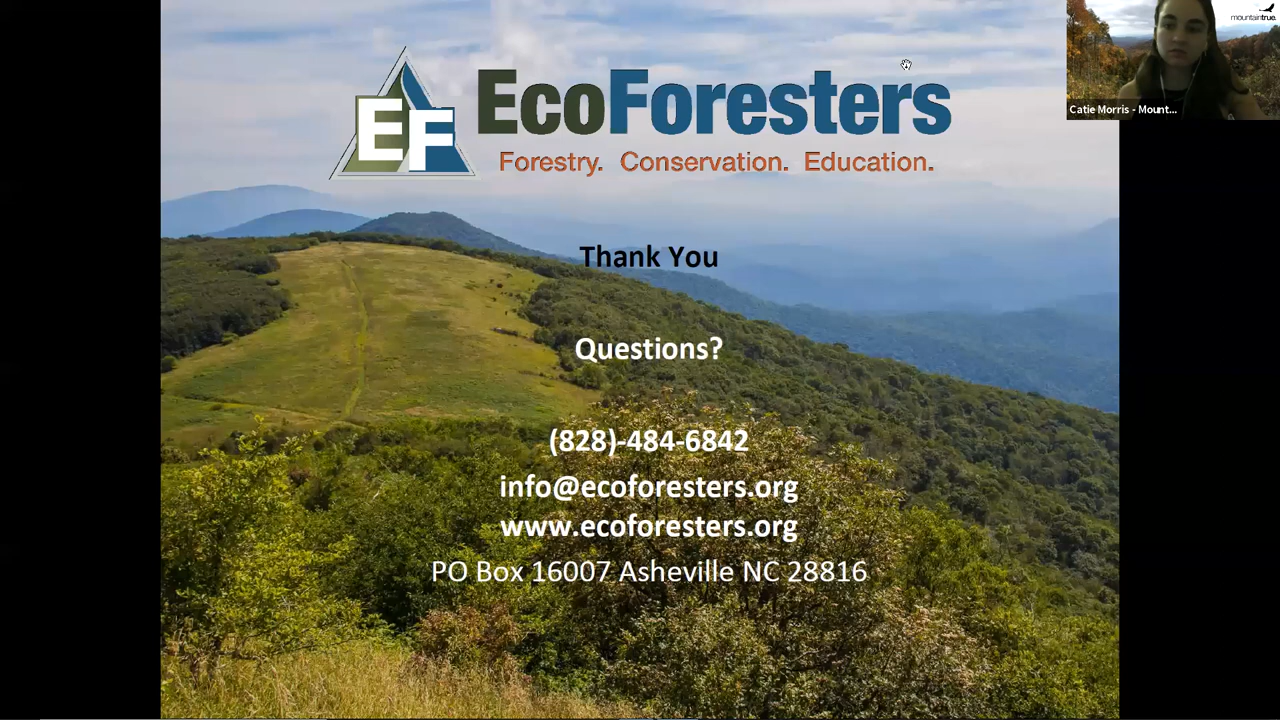 EF EcoForesters
Forestry. Conservation. Education.
mountaintrue.
Catie Morris - Mount...
Thank You
Questions?
(828)-484-6842
info@ecoforesters.org
www.ecoforesters.org
PO Box 16007 Asheville NC 28816